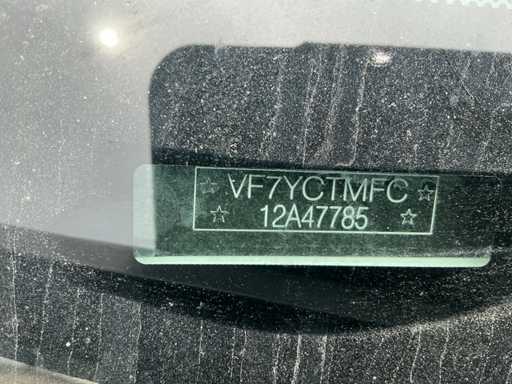 ☆ VF7YCTMFC ☆
☆ 12A47785 ☆